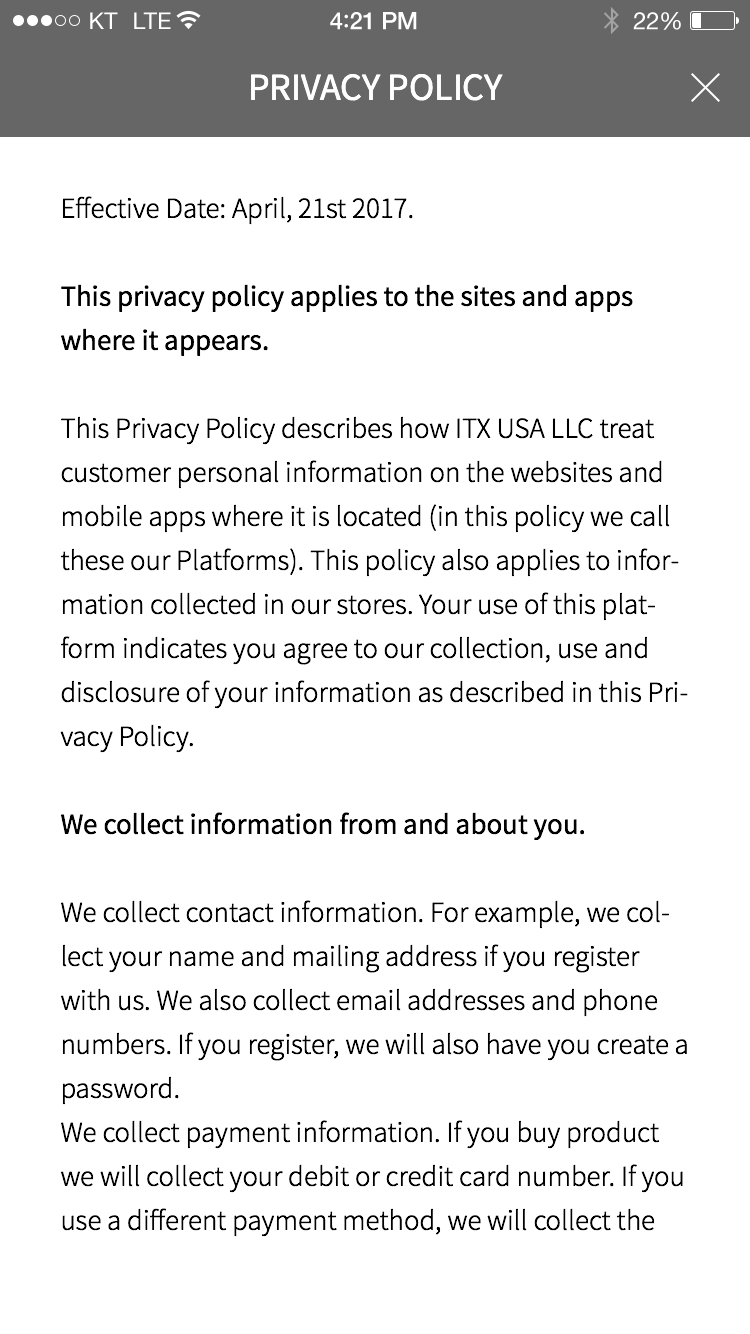 KT LTE 4:21 PM 22%
PRIVACY POLICY
Effective Date: April, 21st 2017.
This privacy policy applies to the sites and apps
where it appears.
This Privacy Policy describes how ITX USA LLC treat
customer personal information on the websites and
mobile apps where it is located (in this policy we call
these our Platforms). This policy also applies to infor-
mation collected in our stores. Your use of this plat-
form indicates you agree to our collection, use and
disclosure of your information as described in this Pri-
vacy Policy.
We collect information from and about you.
We collect contact information. For example, we col-
lect your name and mailing address if you register
with us. We also collect email addresses and phone
numbers. If you register, we will also have you create a
password.
We collect payment information. If you buy product
we will collect your debit or credit card number. If you
use a different payment method, we will collect the